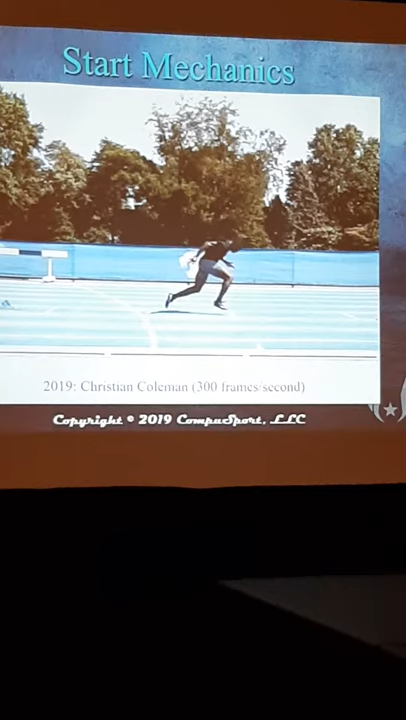 Start Mechanics
2019: Christian Coleman (300 frames/second)
Copyright © 2019 CompuSport, LLC